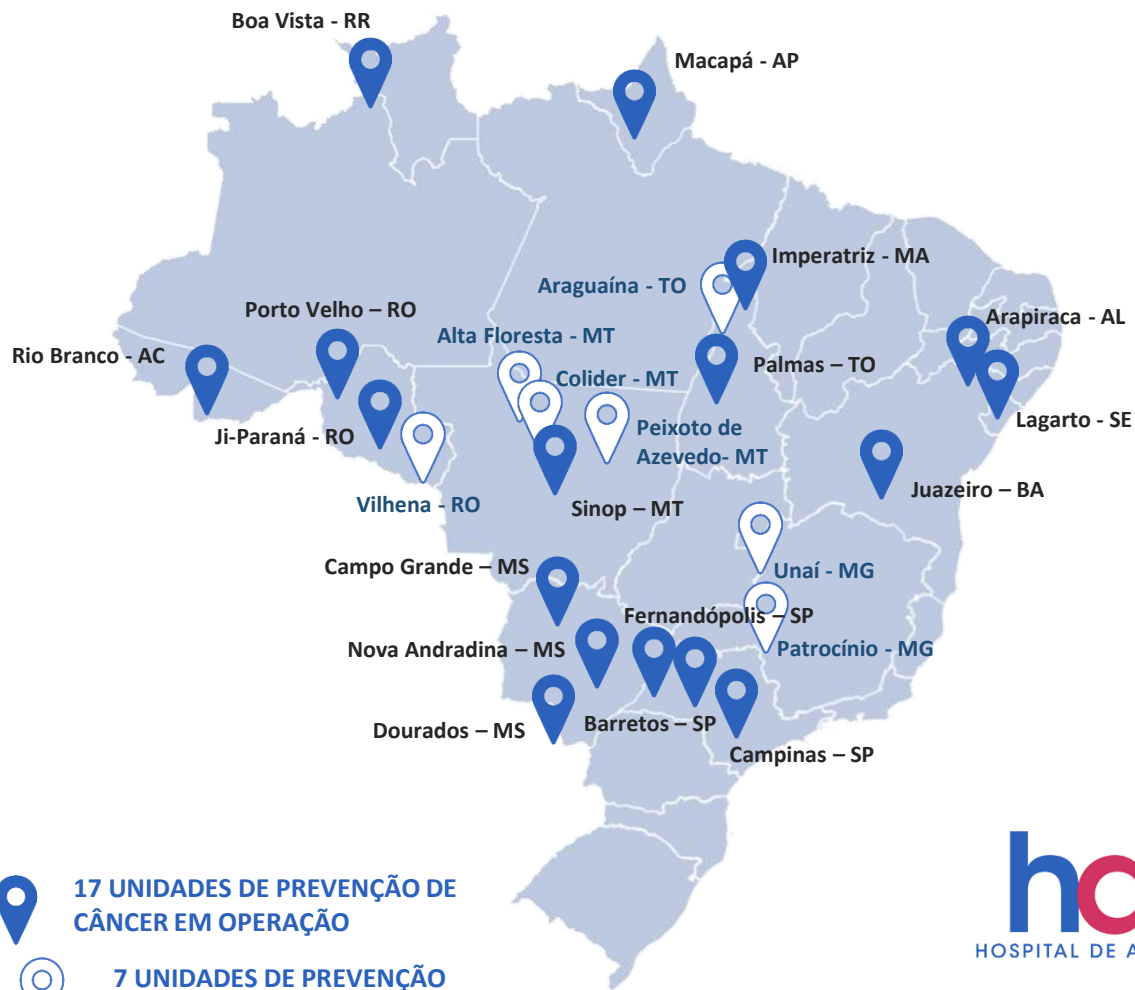 Boa Vista - RR
Macapá - AP
Imperatriz - MA
Araguaína - TO
Porto Velho – RO
Arapiraca - AL
Alta Floresta - MT
Rio Branco - AC
Palmas – TO
Colider - MT
Lagarto - SE
Ji-Paraná - RO
Peixoto de
Azevedo- MT
Juazeiro – BA
Vilhena - RO
Sinop – MT
Campo Grande – MS
Unaí - MG
Fernandópolis – SP
Nova Andradina – MS
Patrocínio - MG
Dourados – MS
Barretos – SP
Campinas – SP
17 UNIDADES DE PREVENÇÃO DE
CÂNCER EM OPERAÇÃO
7 UNIDADES DE PREVENÇÃO
h
HOSPITAL DE